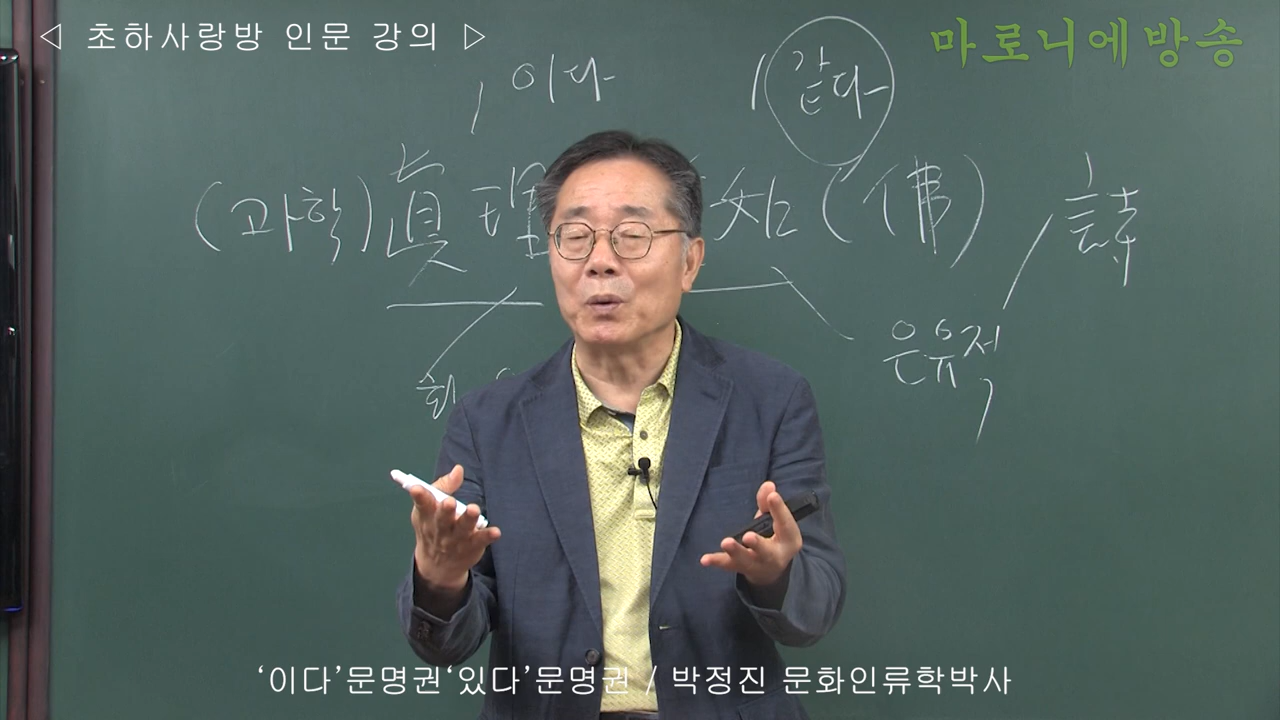 ◁ 초하사랑방 인문 강의 ▷
마로니에방송
이다
같다
(과학) 眞理 如 (佛) 詩
은유적
‘이다’문명권‘있다’문명권 / 박정진 문화인류학박사